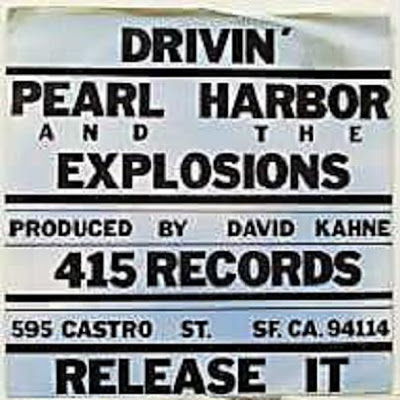 DRIVIN'
PEARL HARBOR
AND THE
EXPLOSIONS
PRODUCED BY DAVID KAHNE
415 RECORDS
595 CASTRO ST. SF. CA. 94114
RELEASE IT